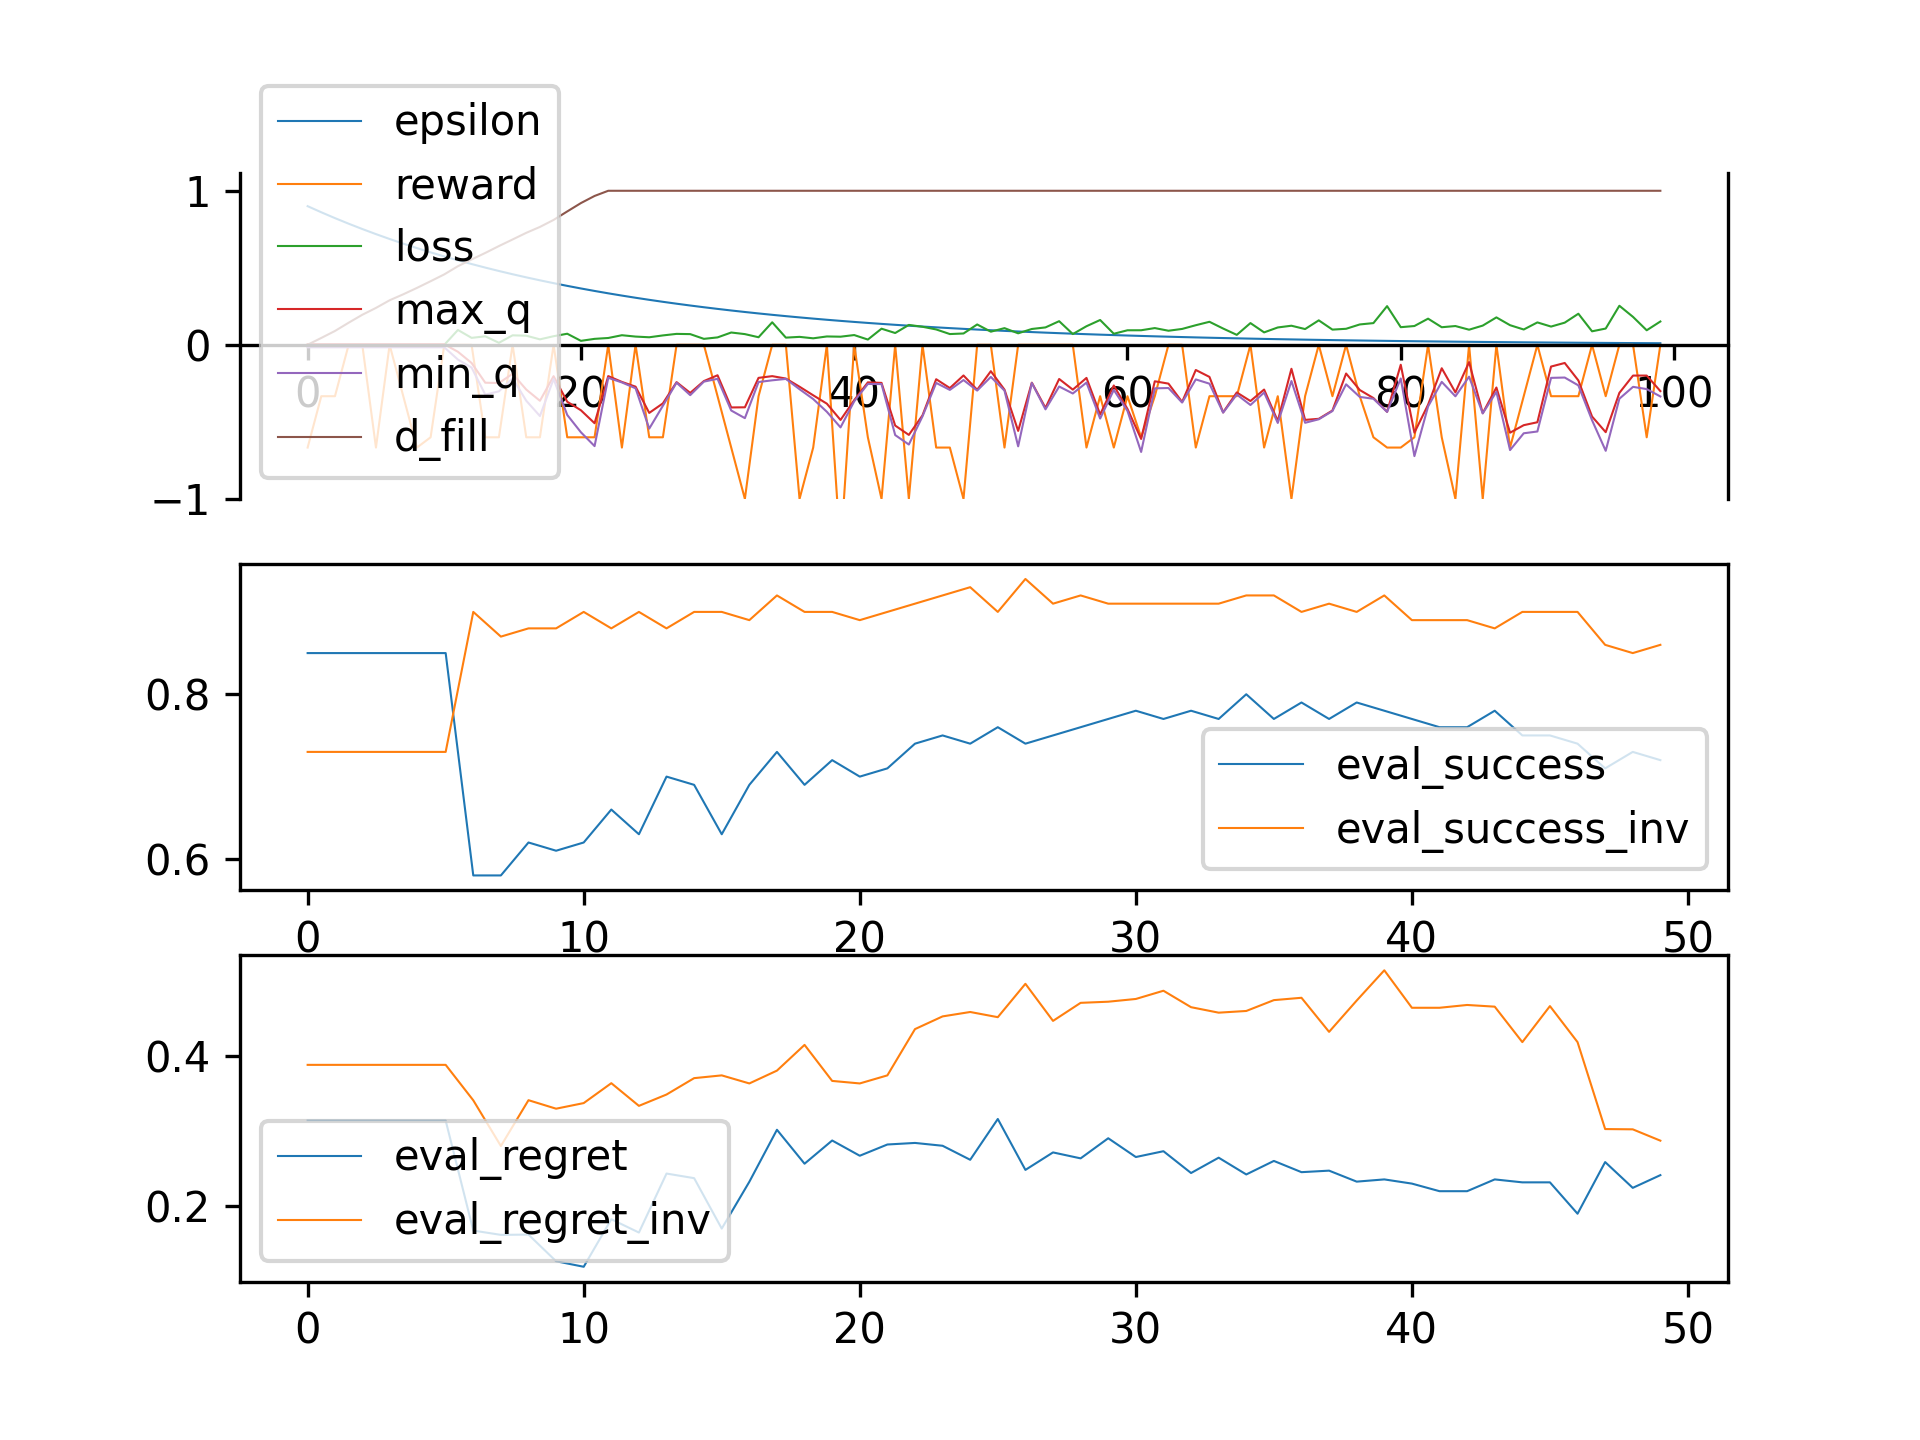 epsilon
reward
loss
max_q
min_q
d_fill
1
0
−1
0 20 40 60 80 100
0.8
0.6
eval_success
eval_success_inv
0 10 20 30 40 50
0.4
0.2
eval_regret
eval_regret_inv
0 10 20 30 40 50